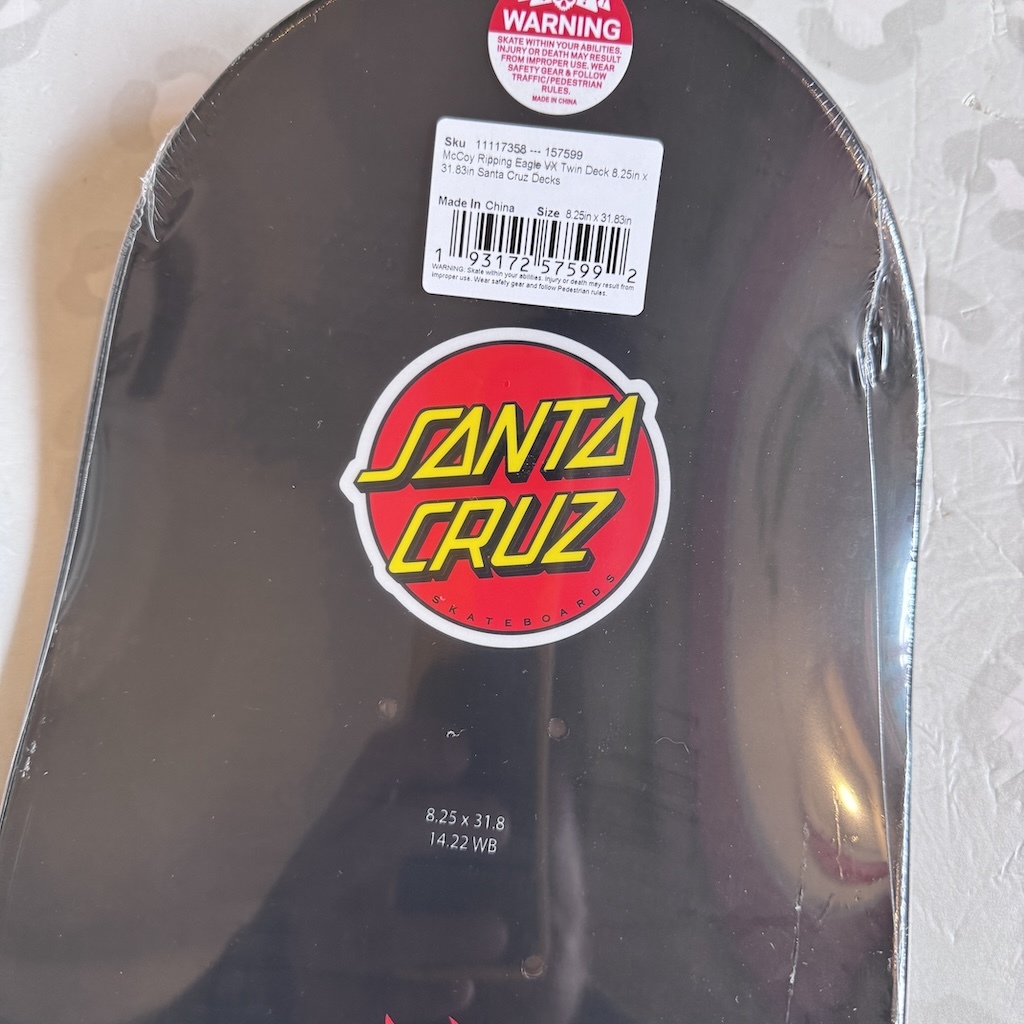 WARNING
SKATE WITHIN YOUR ABILITIES.
INJURY OR DEATH MAY RESULT
FROM IMPROPER USE. WEAR
SAFETY GEAR & FOLLOW
TRAFFIC/PEDESTRIAN
RULES.
MADE IN CHINA
Sku 11117358 --- 157599
McCoy Ripping Eagle VX Twin Deck 8.25in x
31.83in Santa Cruz Decks
Made In China Size 8.25in x 31.83in
1 93172 57599 2
WARNING: Skate within your abilities. Injury or death may result from
improper use. Wear safety gear and follow Pedestrian rules.
SANTA
CRUZ
SKATEBOARDS
8.25 x 31.8
14.22 WB